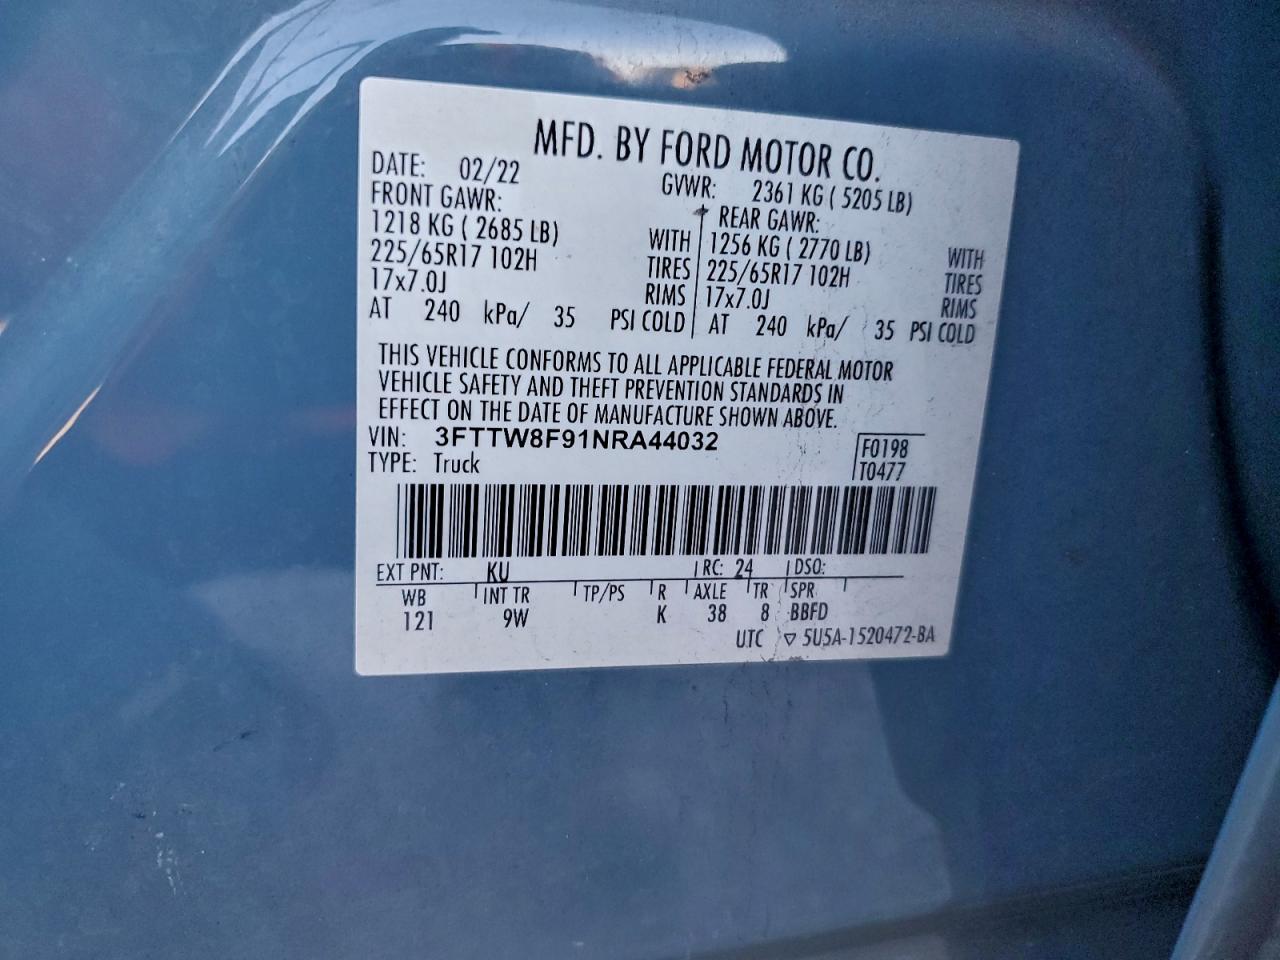 MFD. BY FORD MOTOR CO.
DATE: 02/22 GVWR: 2361 KG ( 5205 LB)
FRONT GAWR: REAR GAWR:
1218 KG ( 2685 LB) WITH 1256 KG ( 2770 LB) WITH
225/65R17 102H TIRES 225/65R17 102H TIRES
17x7.0J RIMS 17x7.0J RIMS
AT 240 kPa/ 35 PSI COLD AT 240 kPa/ 35 PSI COLD
THIS VEHICLE CONFORMS TO ALL APPLICABLE FEDERAL MOTOR
VEHICLE SAFETY AND THEFT PREVENTION STANDARDS IN
EFFECT ON THE DATE OF MANUFACTURE SHOWN ABOVE.
VIN: 3FTTW8F91NRA44032 F0198
TYPE: Truck T0477
EXT PNT: KU RC: 24 DSO:
WB INT TR TP/PS R AXLE TR SPR
121 9W K 38 8 BBFD
UTC ▽ 5U5A-1520472-BA